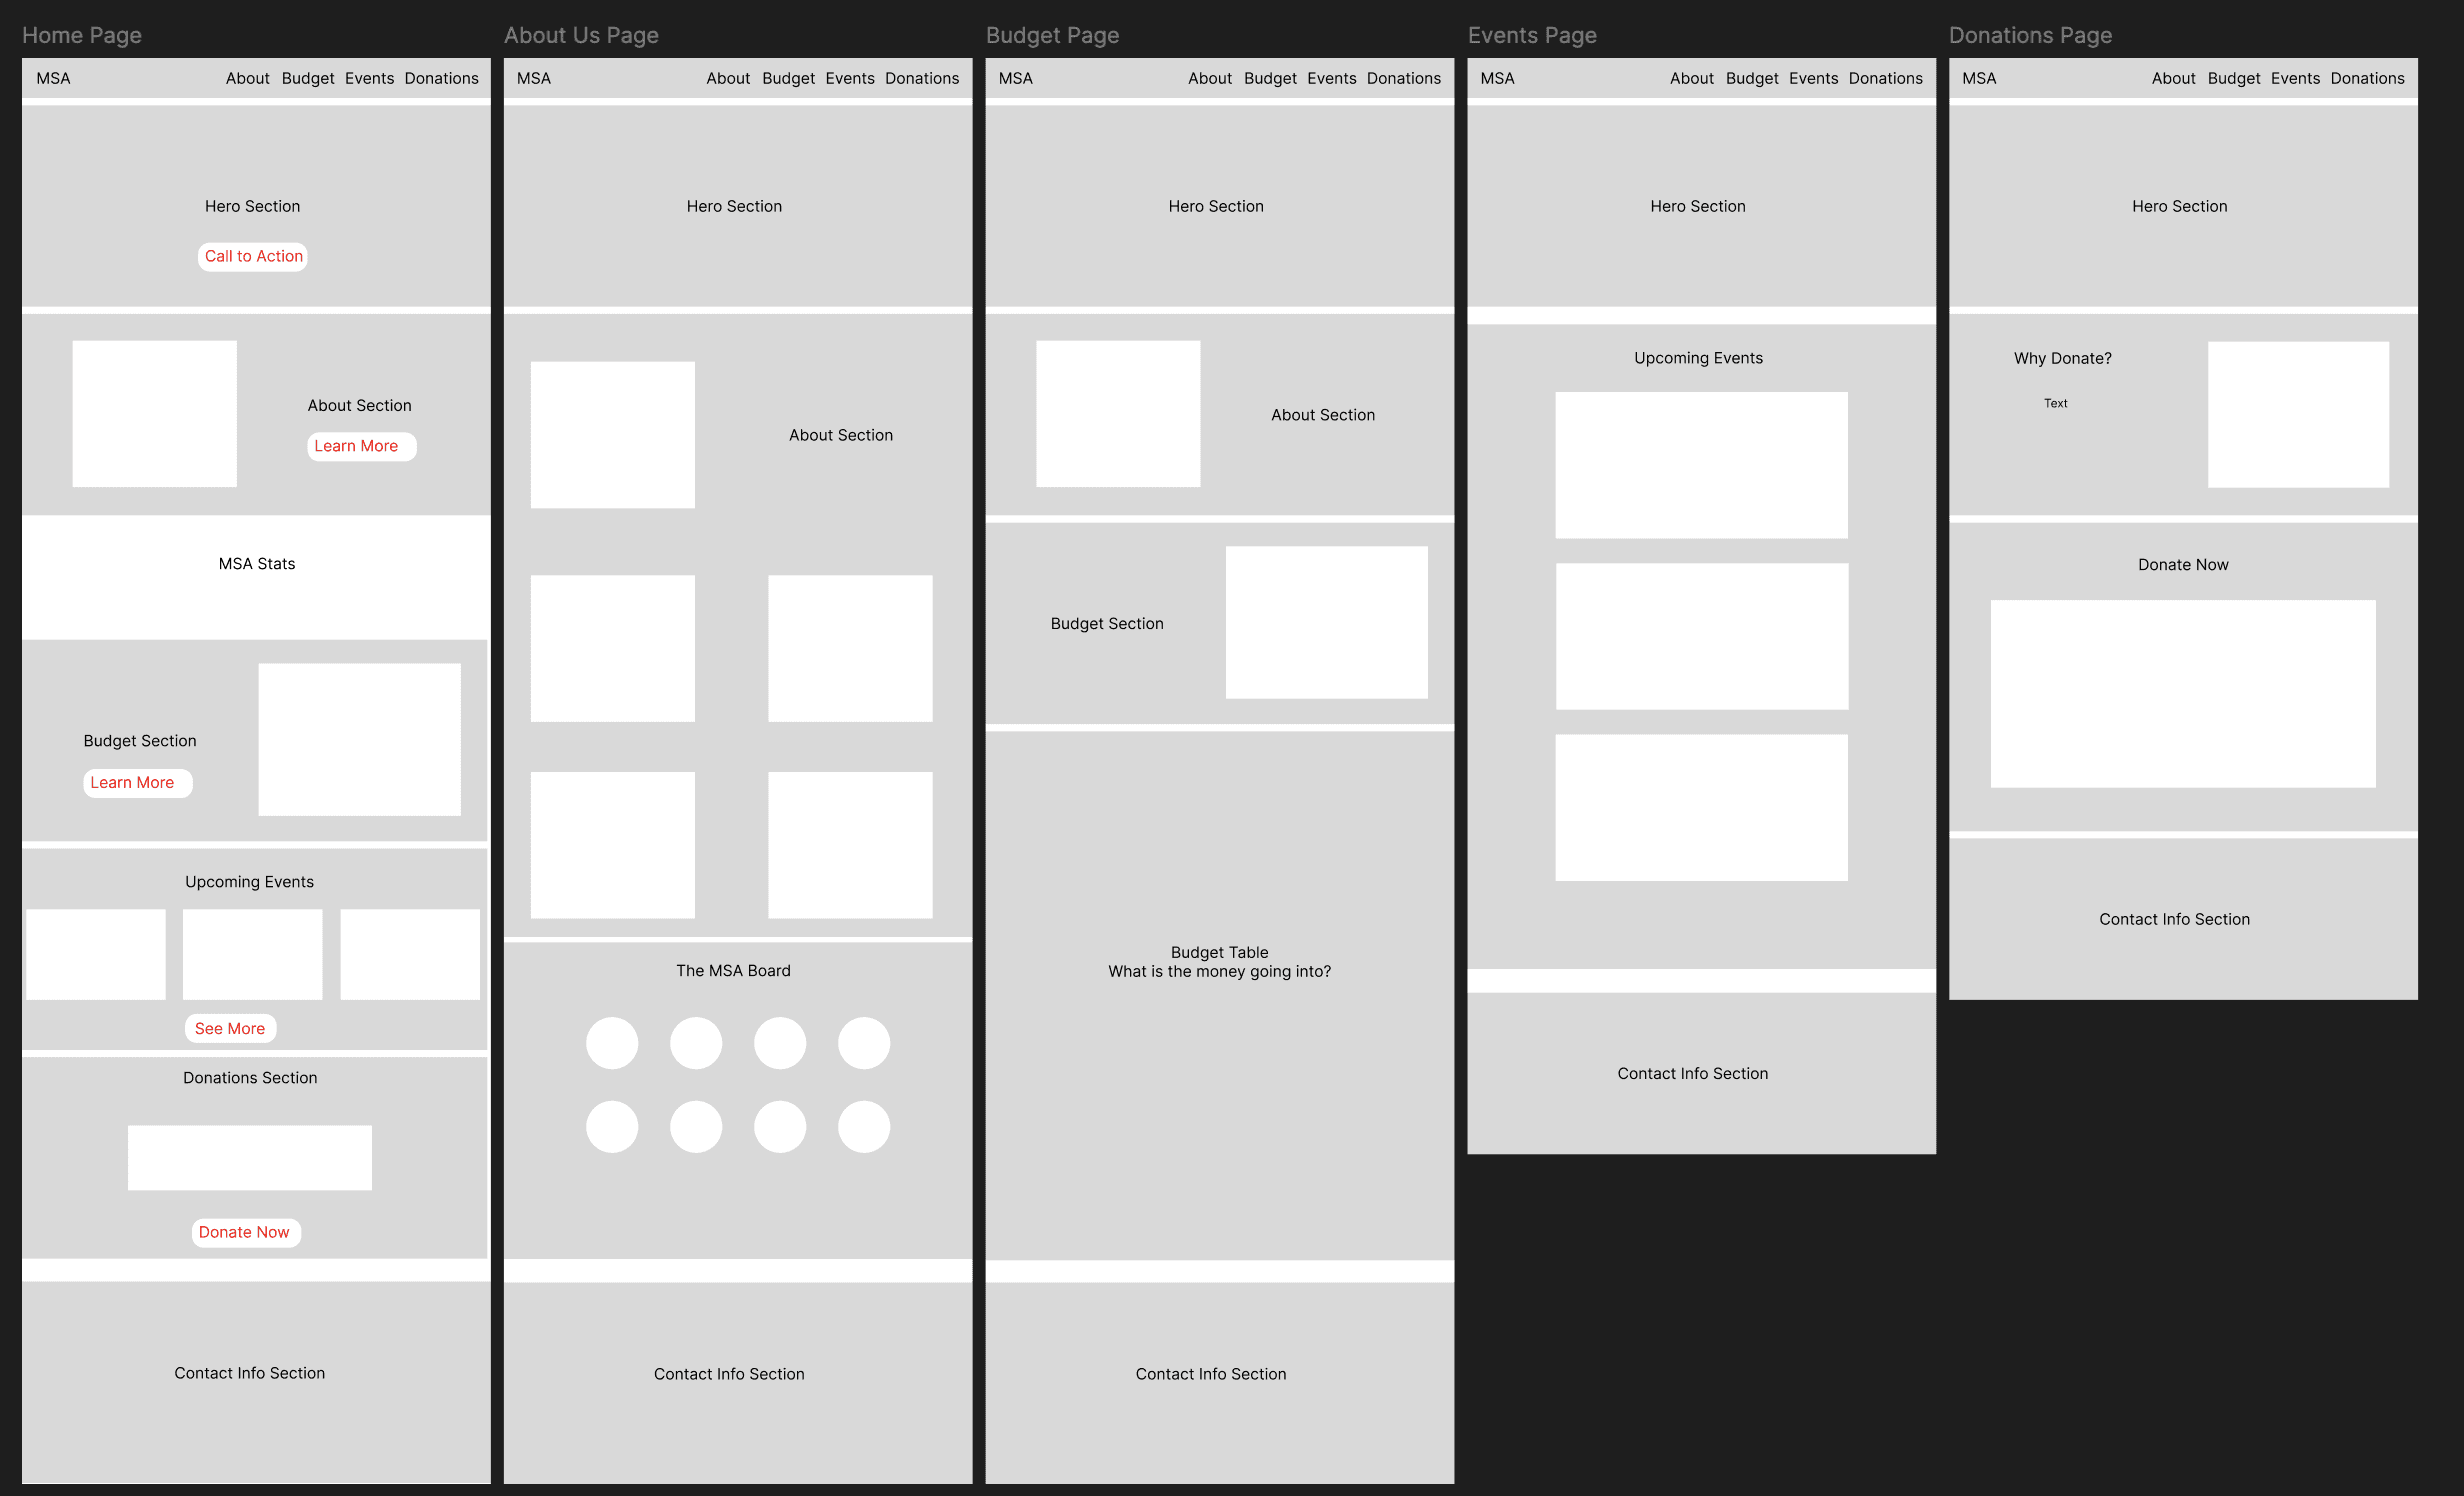 Home Page
MSA
About Budget Events Donations
Hero Section
Call to Action
About Section
Learn More
MSA Stats
Budget Section
Learn More
Upcoming Events
See More
Donations Section
Donate Now
Contact Info Section
About Us Page
MSA
About Budget Events Donations
Hero Section
About Section
The MSA Board
Contact Info Section
Budget Page
MSA
About Budget Events Donations
Hero Section
About Section
Budget Section
Budget Table
What is the money going into?
Contact Info Section
Events Page
MSA
About Budget Events Donations
Hero Section
Upcoming Events
Contact Info Section
Donations Page
MSA
About Budget Events Donations
Hero Section
Why Donate?
Text
Donate Now
Contact Info Section